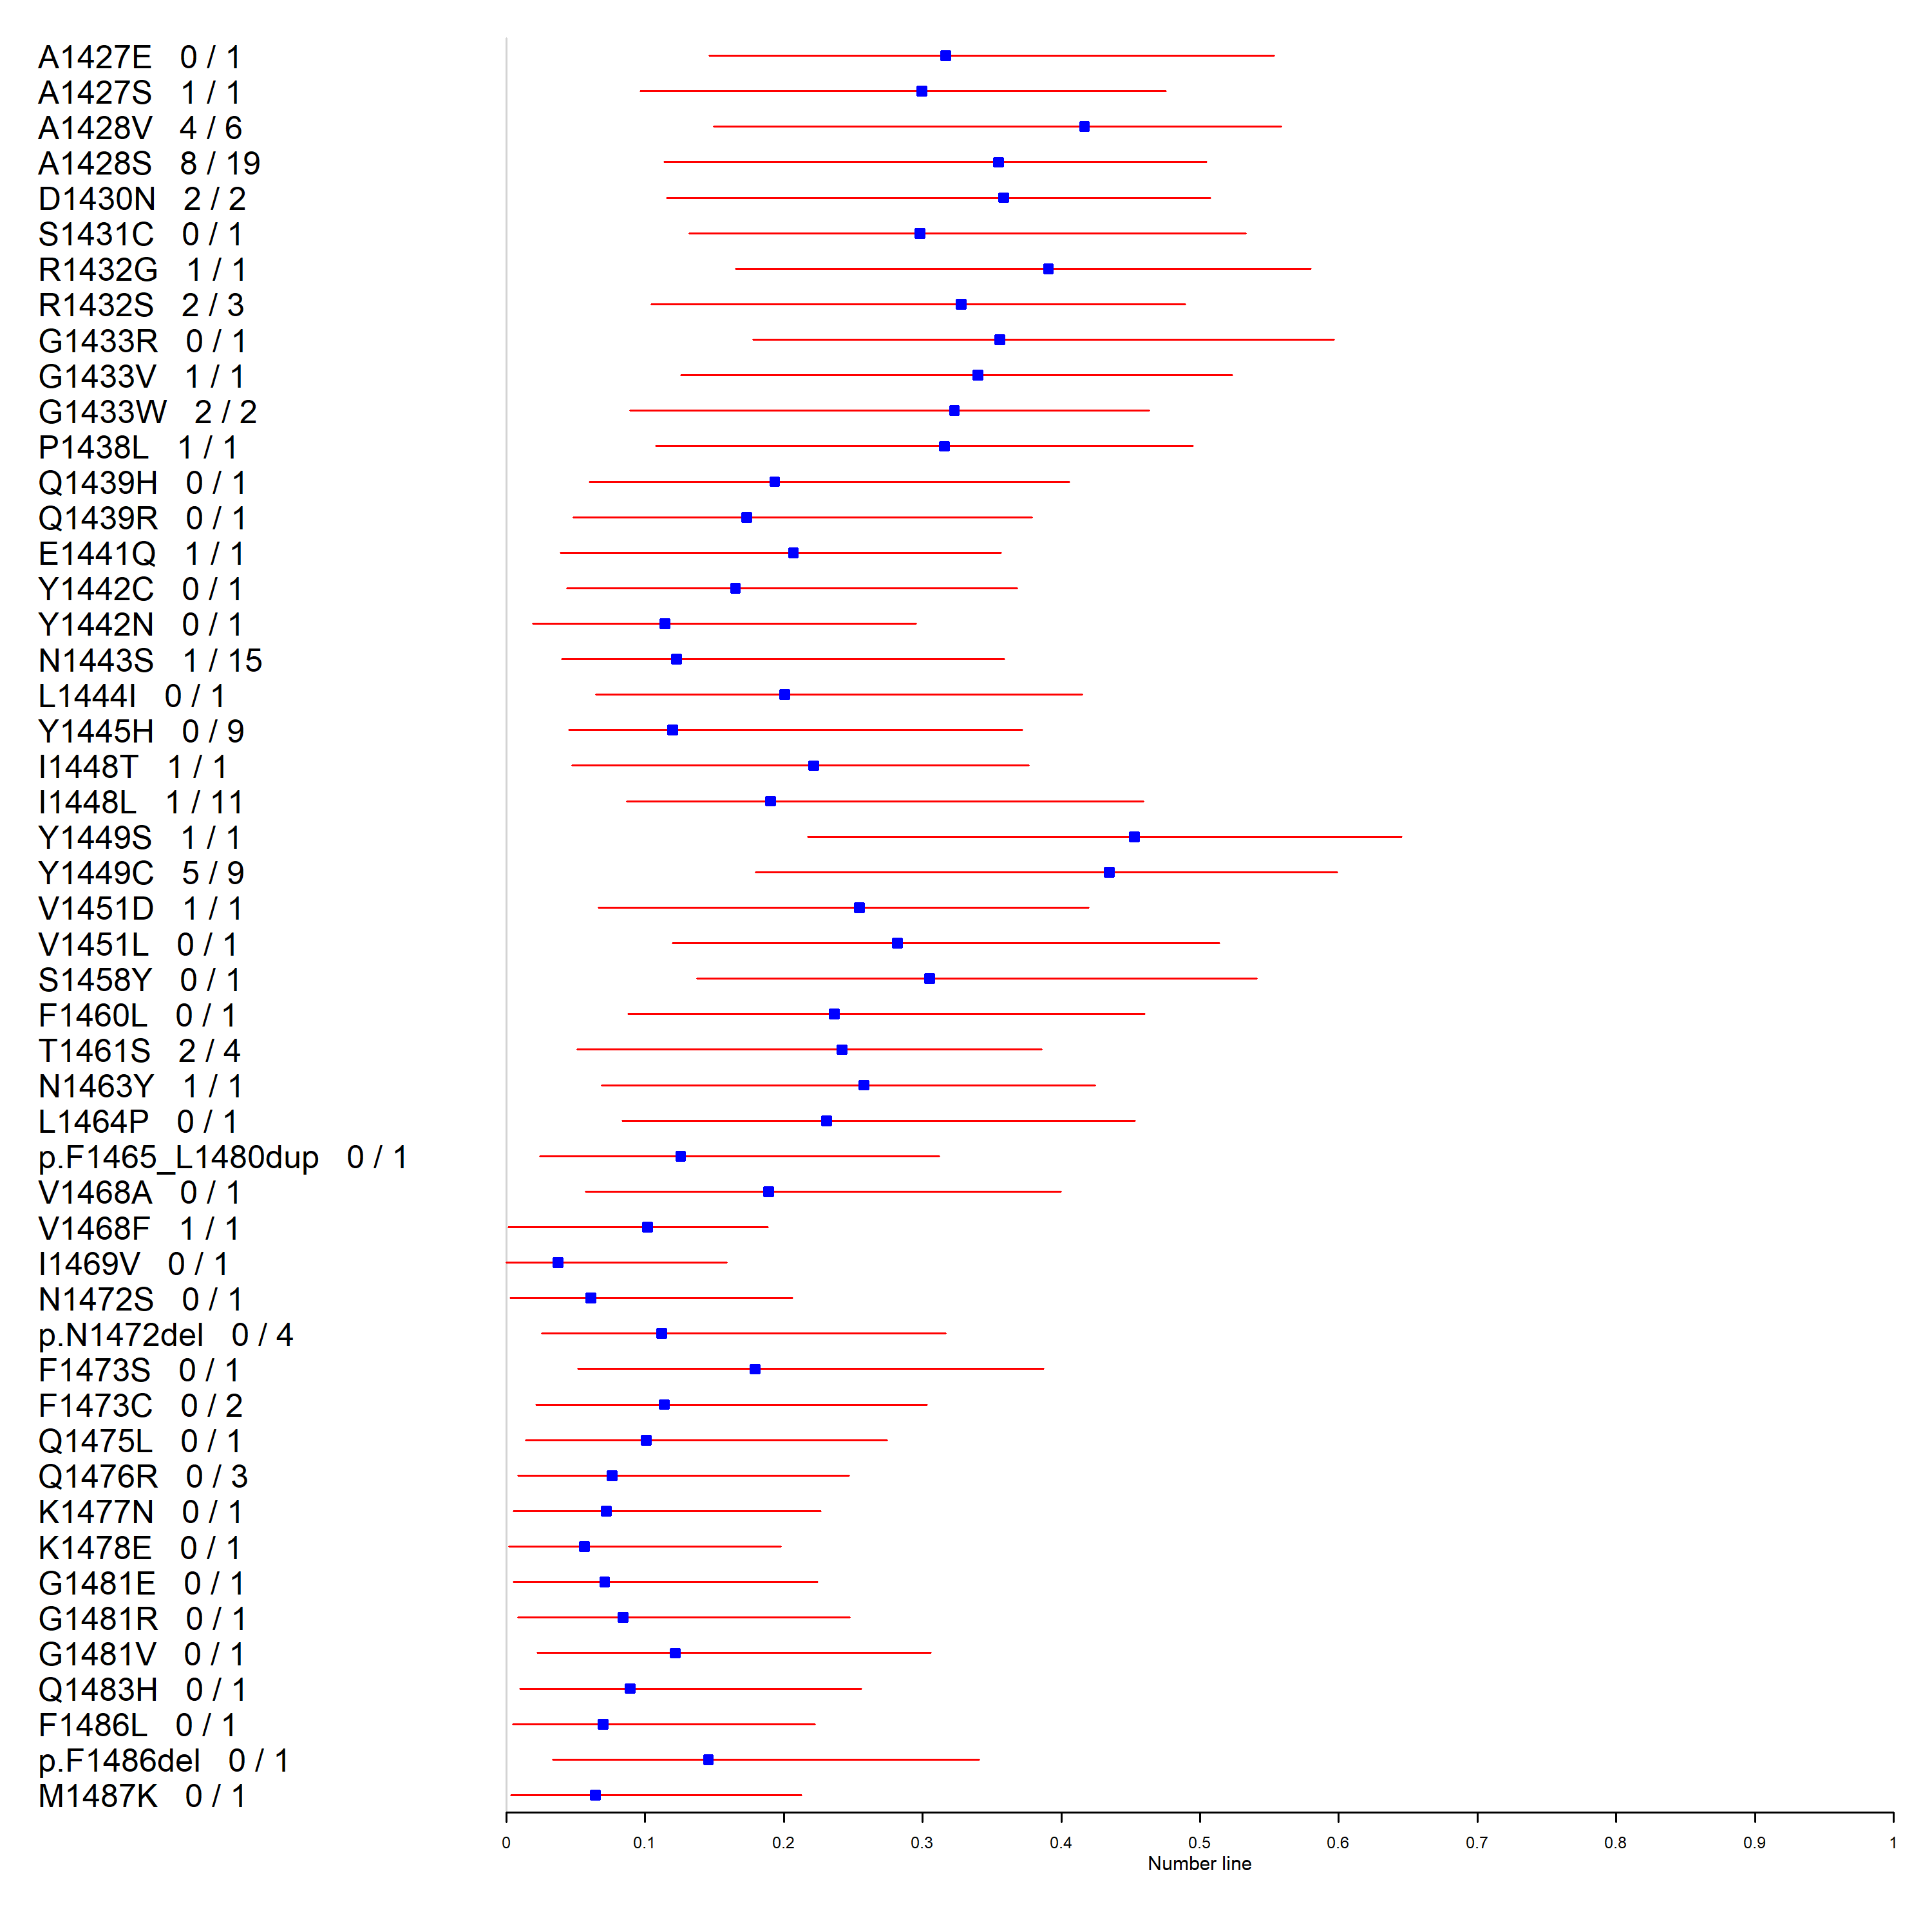 A1427E 0 / 1
A1427S 1 / 1
A1428V 4 / 6
A1428S 8 / 19
D1430N 2 / 2
S1431C 0 / 1
R1432G 1 / 1
R1432S 2 / 3
G1433R 0 / 1
G1433V 1 / 1
G1433W 2 / 2
P1438L 1 / 1
Q1439H 0 / 1
Q1439R 0 / 1
E1441Q 1 / 1
Y1442C 0 / 1
Y1442N 0 / 1
N1443S 1 / 15
L1444I 0 / 1
Y1445H 0 / 9
I1448T 1 / 1
I1448L 1 / 11
Y1449S 1 / 1
Y1449C 5 / 9
V1451D 1 / 1
V1451L 0 / 1
S1458Y 0 / 1
F1460L 0 / 1
T1461S 2 / 4
N1463Y 1 / 1
L1464P 0 / 1
p.F1465_L1480dup 0 / 1
V1468A 0 / 1
V1468F 1 / 1
I1469V 0 / 1
N1472S 0 / 1
p.N1472del 0 / 4
F1473S 0 / 1
F1473C 0 / 2
Q1475L 0 / 1
Q1476R 0 / 3
K1477N 0 / 1
K1478E 0 / 1
G1481E 0 / 1
G1481R 0 / 1
G1481V 0 / 1
Q1483H 0 / 1
F1486L 0 / 1
p.F1486del 0 / 1
M1487K 0 / 1
0 0.1 0.2 0.3 0.4 0.5 0.6 0.7 0.8 0.9 1
Number line